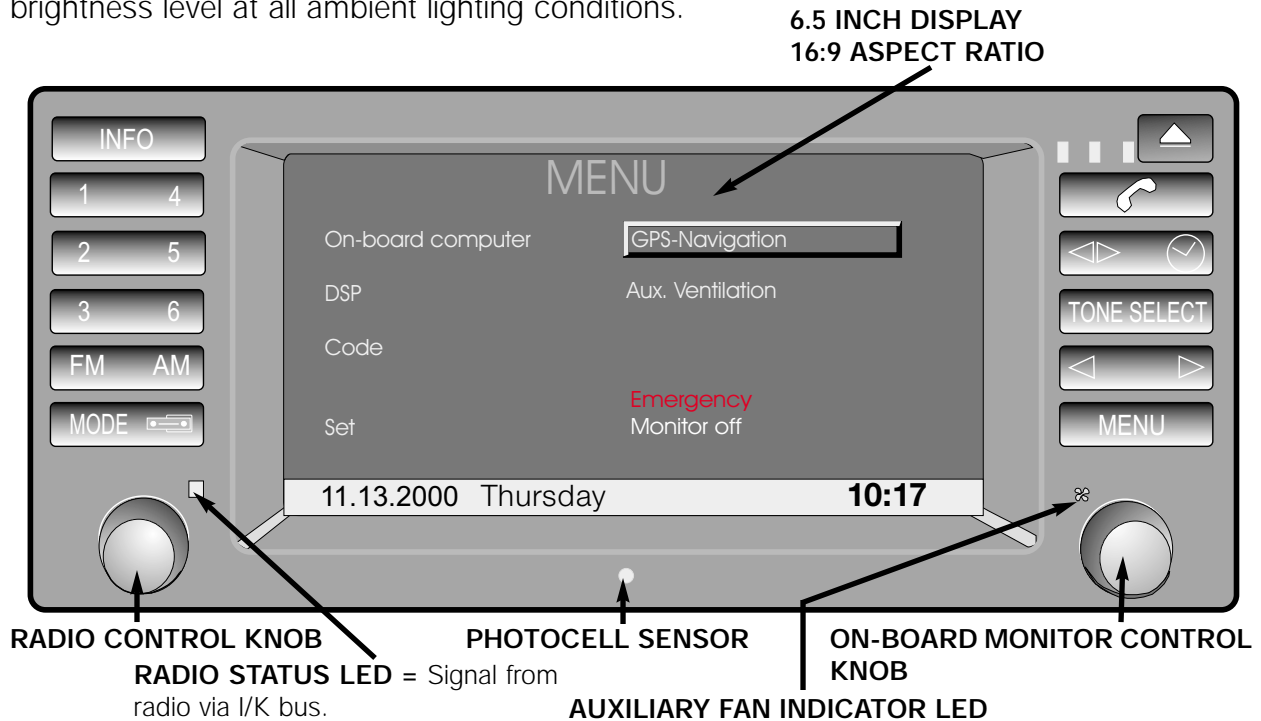 brightness level at all ambient lighting conditions.
6.5 INCH DISPLAY
16:9 ASPECT RATIO
INFO
1 4
2 5
3 6
FM AM
MODE
MENU
On-board computer GPS-Navigation
DSP Aux. Ventilation
Code
Emergency
Set Monitor off
11.13.2000 Thursday 10:17
TONE SELECT
MENU
RADIO CONTROL KNOB
RADIO STATUS LED = Signal from
radio via I/K bus.
PHOTOCELL SENSOR
AUXILIARY FAN INDICATOR LED
ON-BOARD MONITOR CONTROL
KNOB